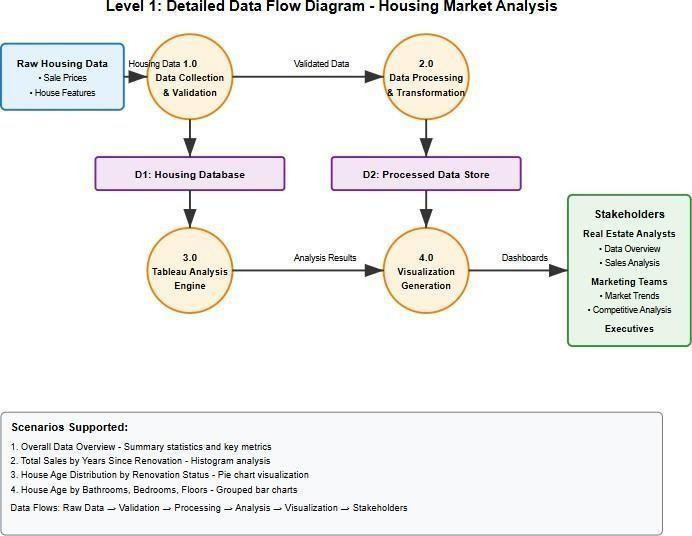 Level 1: Detailed Data Flow Diagram - Housing Market Analysis
Raw Housing Data
• Sale Prices
• House Features
Housing Data
1.0
Data Collection
& Validation
Validated Data
2.0
Data Processing
& Transformation
D1: Housing Database
D2: Processed Data Store
3.0
Tableau Analysis
Engine
Analysis Results
4.0
Visualization
Generation
Dashboards
Stakeholders
Real Estate Analysts
• Data Overview
• Sales Analysis
Marketing Teams
• Market Trends
• Competitive Analysis
Executives
Scenarios Supported:
1. Overall Data Overview - Summary statistics and key metrics
2. Total Sales by Years Since Renovation - Histogram analysis
3. House Age Distribution by Renovation Status - Pie chart visualization
4. House Age by Bathrooms, Bedrooms, Floors - Grouped bar charts
Data Flows: Raw Data → Validation → Processing → Analysis → Visualization → Stakeholders